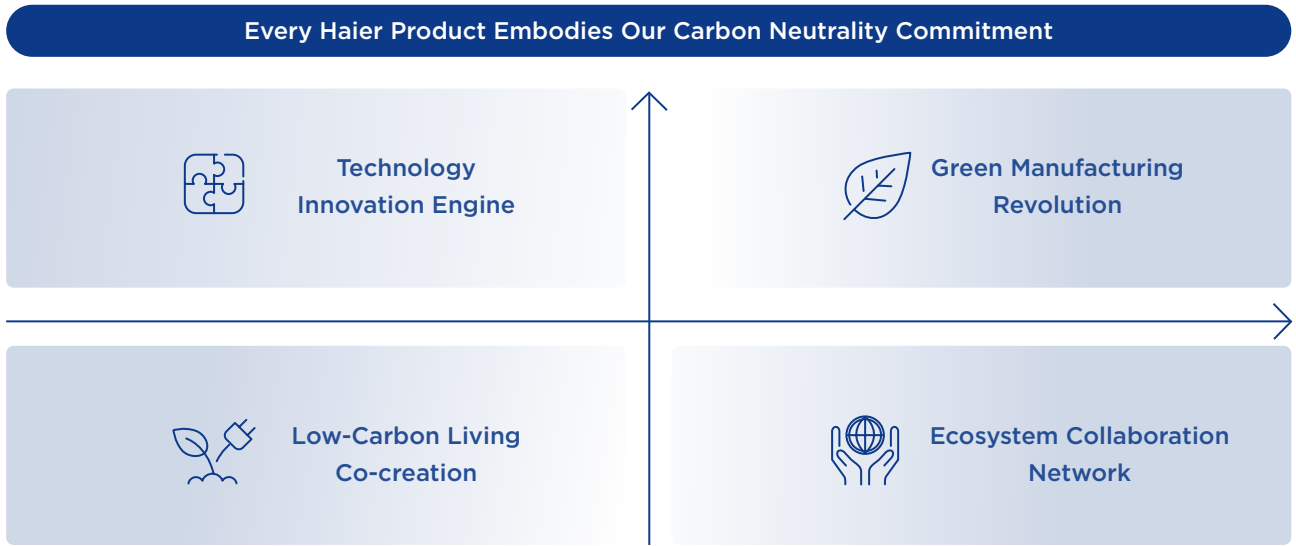 Every Haier Product Embodies Our Carbon Neutrality Commitment
Technology
Innovation Engine
Green Manufacturing
Revolution
Low-Carbon Living
Co-creation
Ecosystem Collaboration
Network